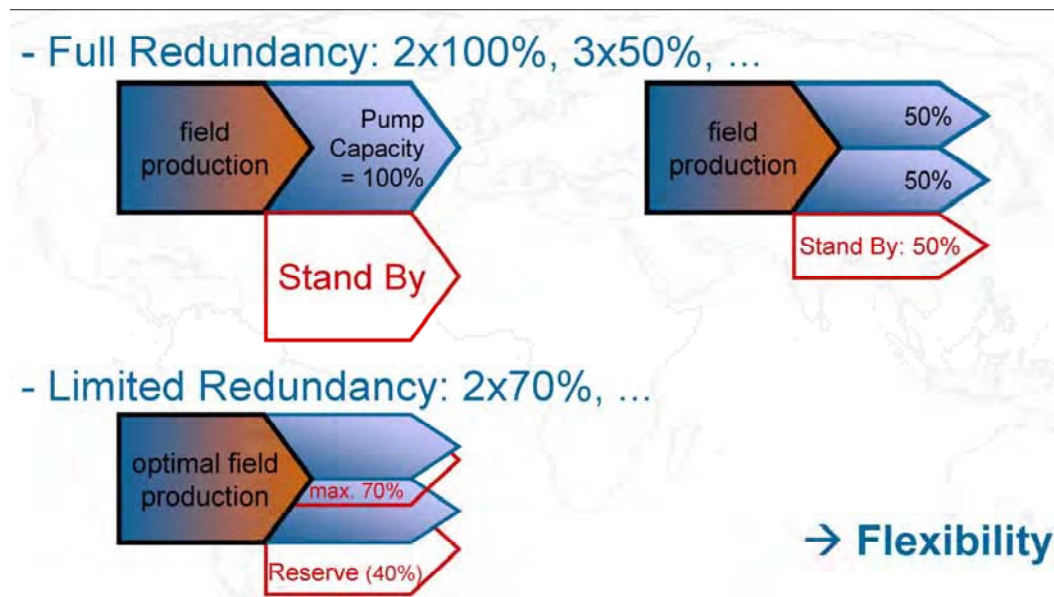 - Full Redundancy: 2x100%, 3x50%, ...
field
production
Pump
Capacity
= 100%
Stand By
field
production
50%
50%
Stand By: 50%
- Limited Redundancy: 2x70%, ...
optimal field
production
max. 70%
Reserve (40%)
→ Flexibility